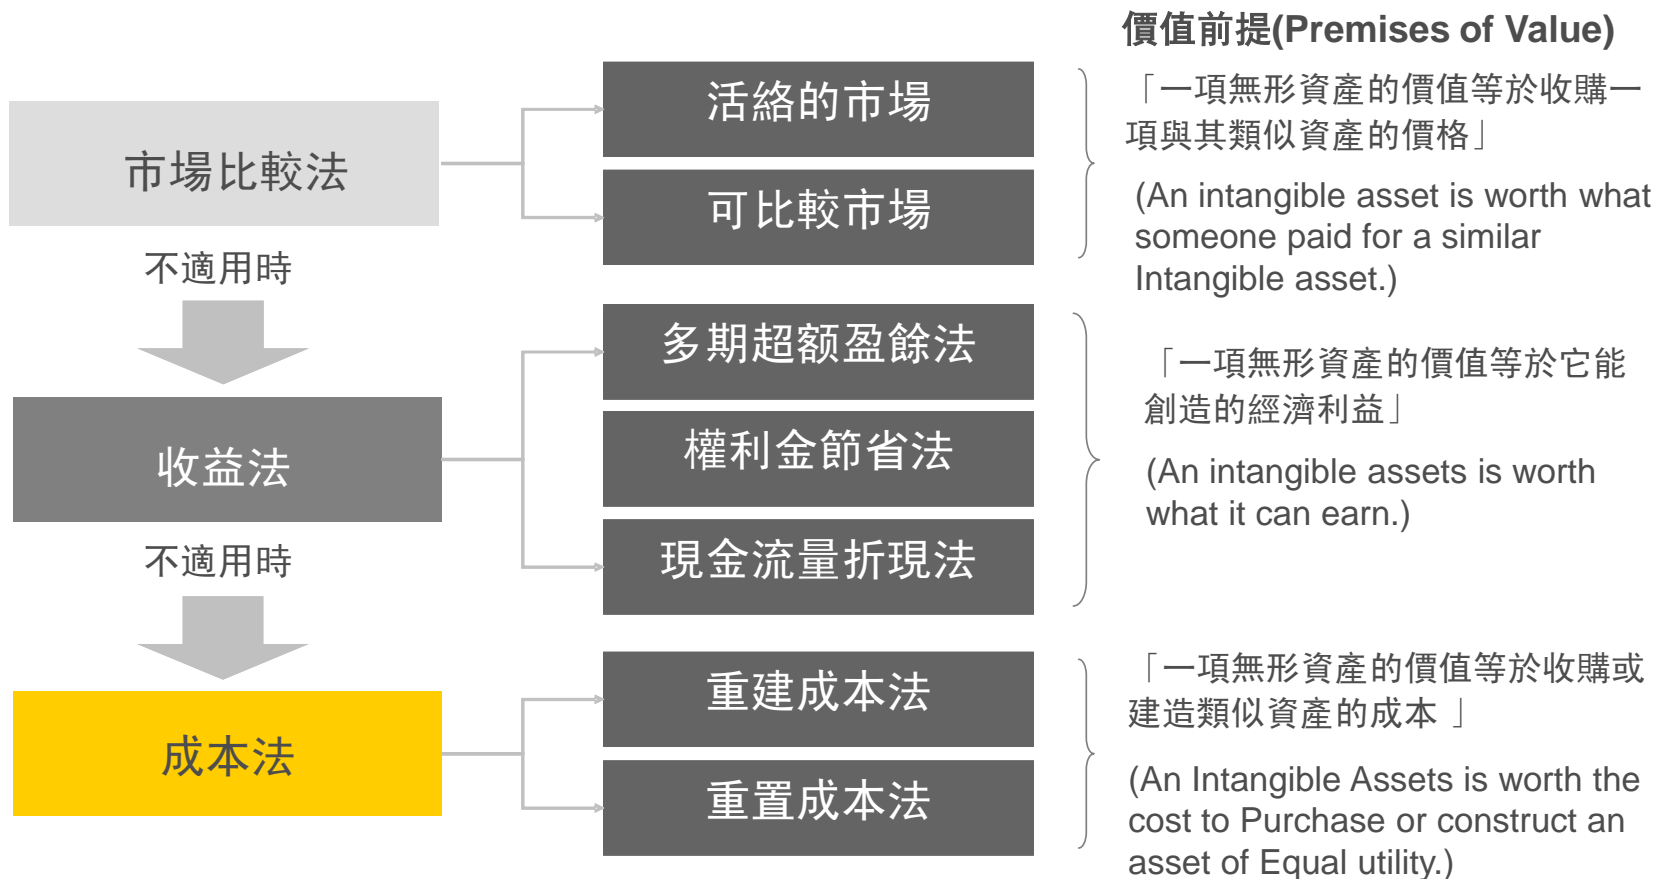 價值前提(Premises of Value)
市場比較法
活絡的市場
可比較市場
「一項無形資產的價值等於收購一
項與其類似資產的價格」
(An intangible asset is worth what
someone paid for a similar
Intangible asset.)
不適用時
收益法
多期超额盈餘法
權利金節省法
現金流量折現法
「一項無形資產的價值等於它能
創造的經濟利益」
(An intangible assets is worth
what it can earn.)
不適用時
成本法
重建成本法
重置成本法
「一項無形資產的價值等於收購或
建造類似資產的成本 」
(An Intangible Assets is worth the
cost to Purchase or construct an
asset of Equal utility.)